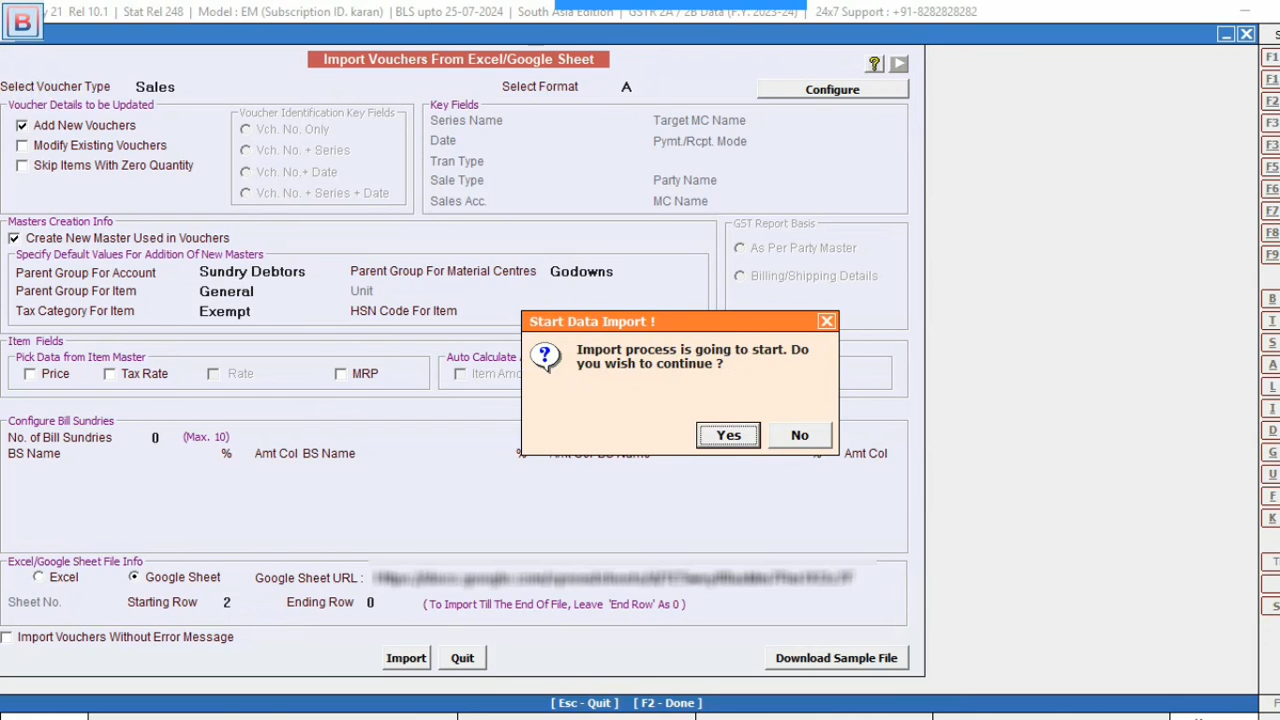 y 21 Rel 10.1 | Stat Rel 248 | Model : EM (Subscription ID. karan) | BLS upto 25-07-2024 | South Asia Edition | GSTR 2A / 2B Data (F.Y. 2023-24) | 24x7 Support : +91-8282828282
B
Import Vouchers From Excel/Google Sheet
?
Select Voucher Type Sales Select Format A Configure
Voucher Details to be Updated
Add New Vouchers
Modify Existing Vouchers
Skip Items With Zero Quantity
Voucher Identification Key Fields
Vch. No. Only
Vch. No. + Series
Vch. No.+ Date
Vch. No. + Series + Date
Key Fields
Series Name Target MC Name
Date Pymt./Rcpt. Mode
Tran Type
Sale Type Party Name
Sales Acc. MC Name
Masters Creation Info
Create New Master Used in Vouchers
Specify Default Values For Addition Of New Masters
Parent Group For Account Sundry Debtors Parent Group For Material Centres Godowns
Parent Group For Item General Unit
Tax Category For Item Exempt HSN Code For Item
GST Report Basis
As Per Party Master
Billing/Shipping Details
Start Data Import !
Import process is going to start. Do
you wish to continue ?
Yes No
Item Fields
Pick Data from Item Master
Price Tax Rate Rate MRP
Auto Calculate
Item Amo
Configure Bill Sundries
No. of Bill Sundries 0 (Max. 10)
BS Name % Amt Col BS Name % Amt Col BS Name % Amt Col
Excel/Google Sheet File Info
Excel Google Sheet Google Sheet URL :
Sheet No. Starting Row 2 Ending Row 0 ( To Import Till The End Of File, Leave 'End Row' As 0 )
Import Vouchers Without Error Message
Import Quit Download Sample File
[ Esc - Quit ] [ F2 - Done ]
F1
F1
F2
F3
F3
F5
F6
F7
F8
F9
B
T
S
A
L
I
D
G
U
F
K
T
S
F